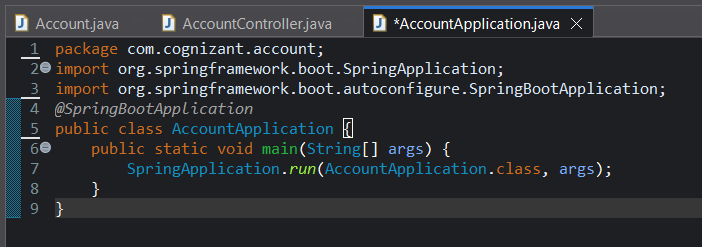 Account.java AccountController.java *AccountApplication.java
1 package com.cognizant.account;
2 import org.springframework.boot.SpringApplication;
3 import org.springframework.boot.autoconfigure.SpringBootApplication;
4 @SpringBootApplication
5 public class AccountApplication {
6 public static void main(String[] args) {
7 SpringApplication.run(AccountApplication.class, args);
8 }
9 }